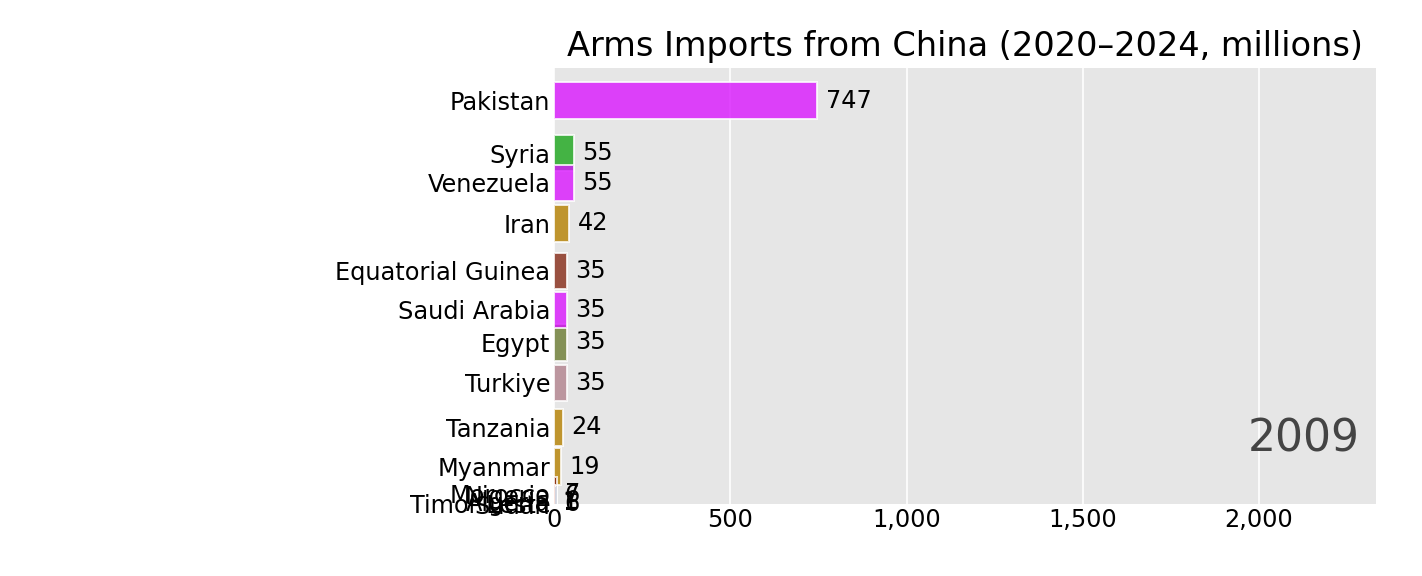 Arms Imports from China (2020–2024, millions)
Pakistan 747
Syria 55
Venezuela 55
Iran 42
Equatorial Guinea 35
Saudi Arabia 35
Egypt 35
Turkiye 35
Tanzania 24
2009
Myanmar 19
0 500 1,000 1,500 2,000